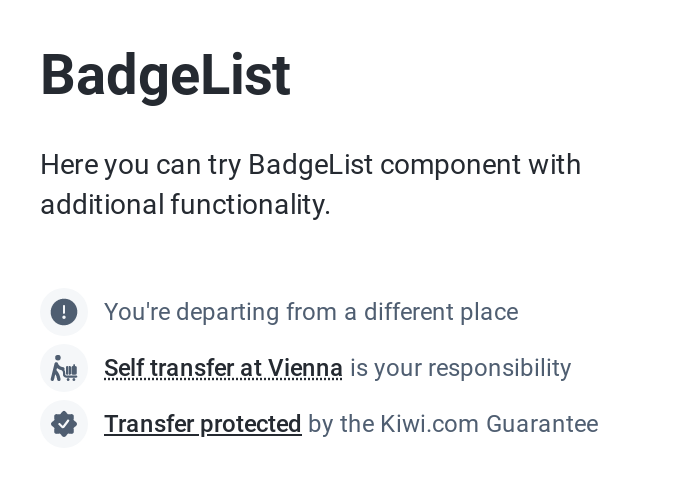 BadgeList
Here you can try BadgeList component with
additional functionality.
You're departing from a different place
Self transfer at Vienna is your responsibility
Transfer protected by the Kiwi.com Guarantee